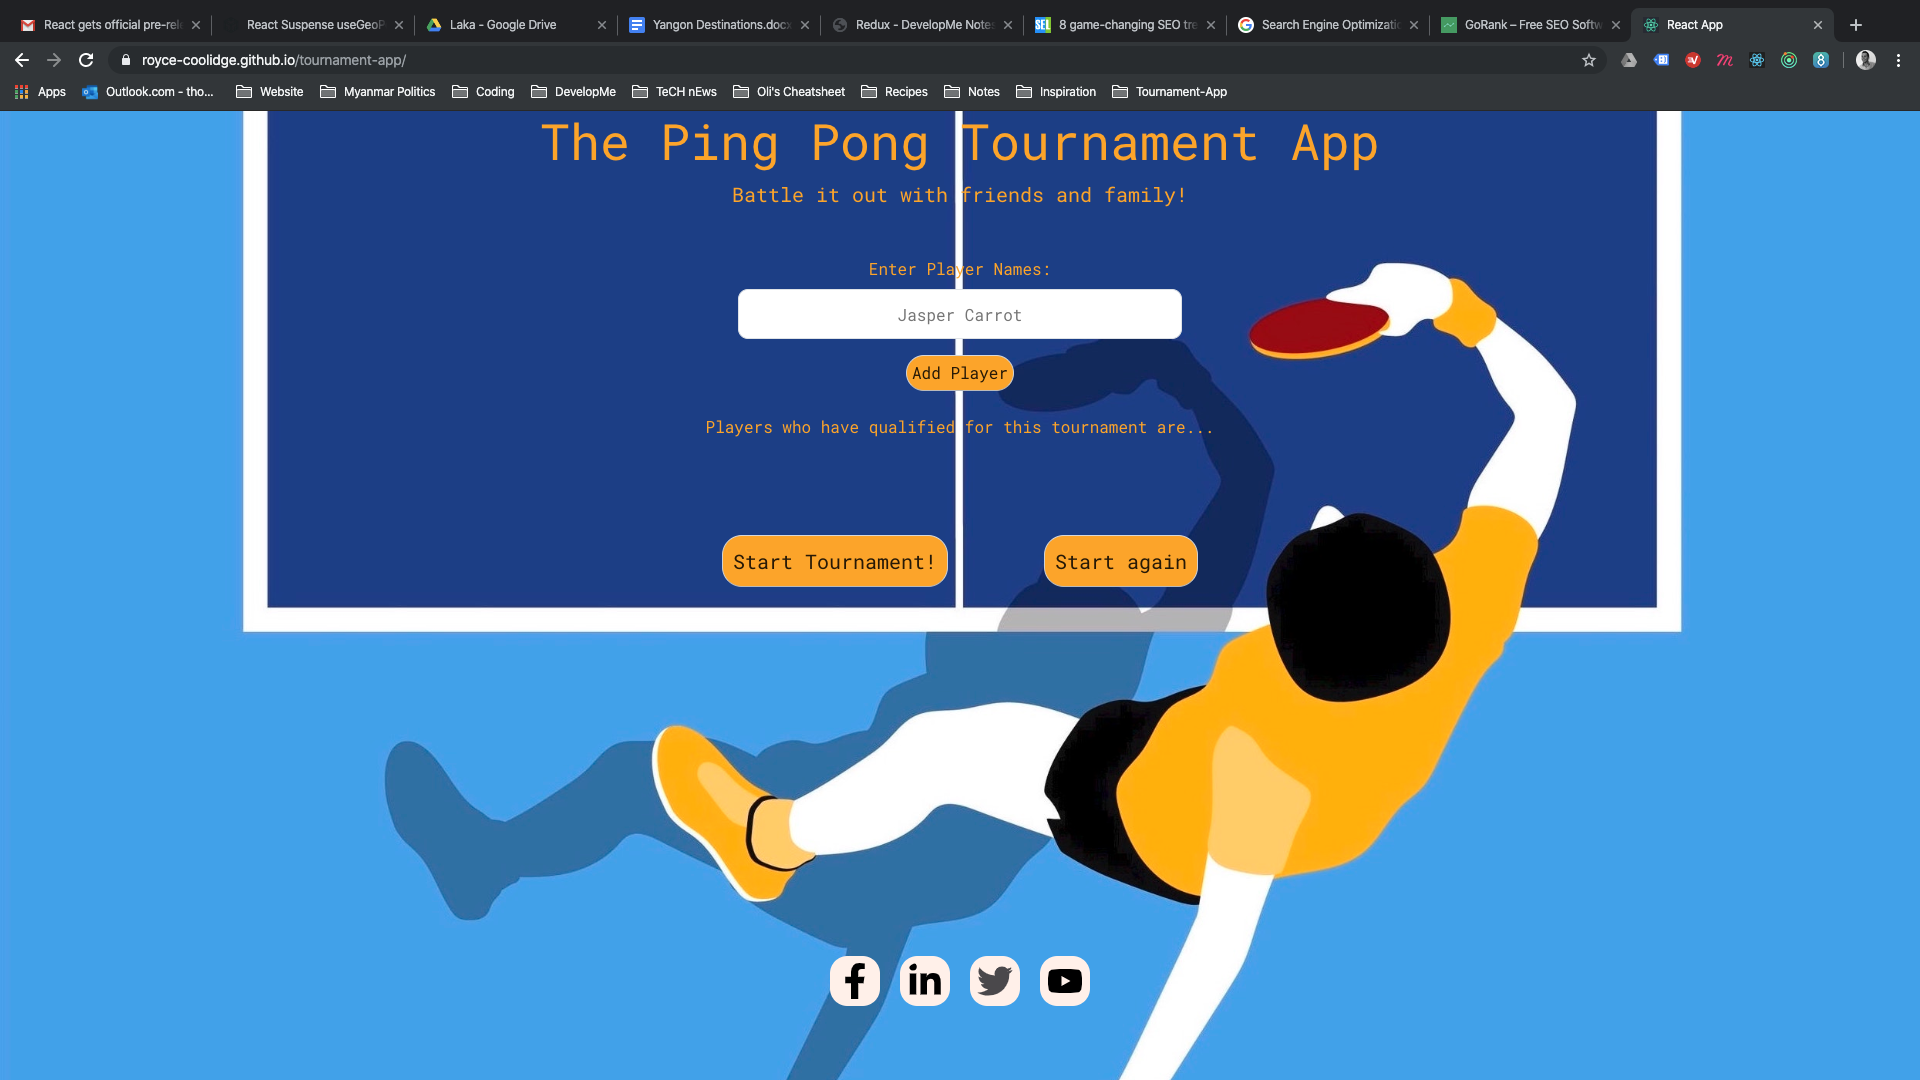 React gets official pre-rel
React Suspense useGeoP
Laka - Google Drive
Yangon Destinations.docx
Redux - DevelopMe Notes
SEL
8 game-changing SEO tre
Search Engine Optimizatio
GoRank – Free SEO Softw
React App
royce-coolidge.github.io/tournament-app/
Apps
Outlook.com - tho...
Website
Myanmar Politics
Coding
DevelopMe
TeCH nEws
Oli's Cheatsheet
Recipes
Notes
Inspiration
Tournament-App
The Ping Pong Tournament App
Battle it out with friends and family!
Enter Player Names:
Jasper Carrot
Add Player
Players who have qualified for this tournament are...
Start Tournament!
Start again